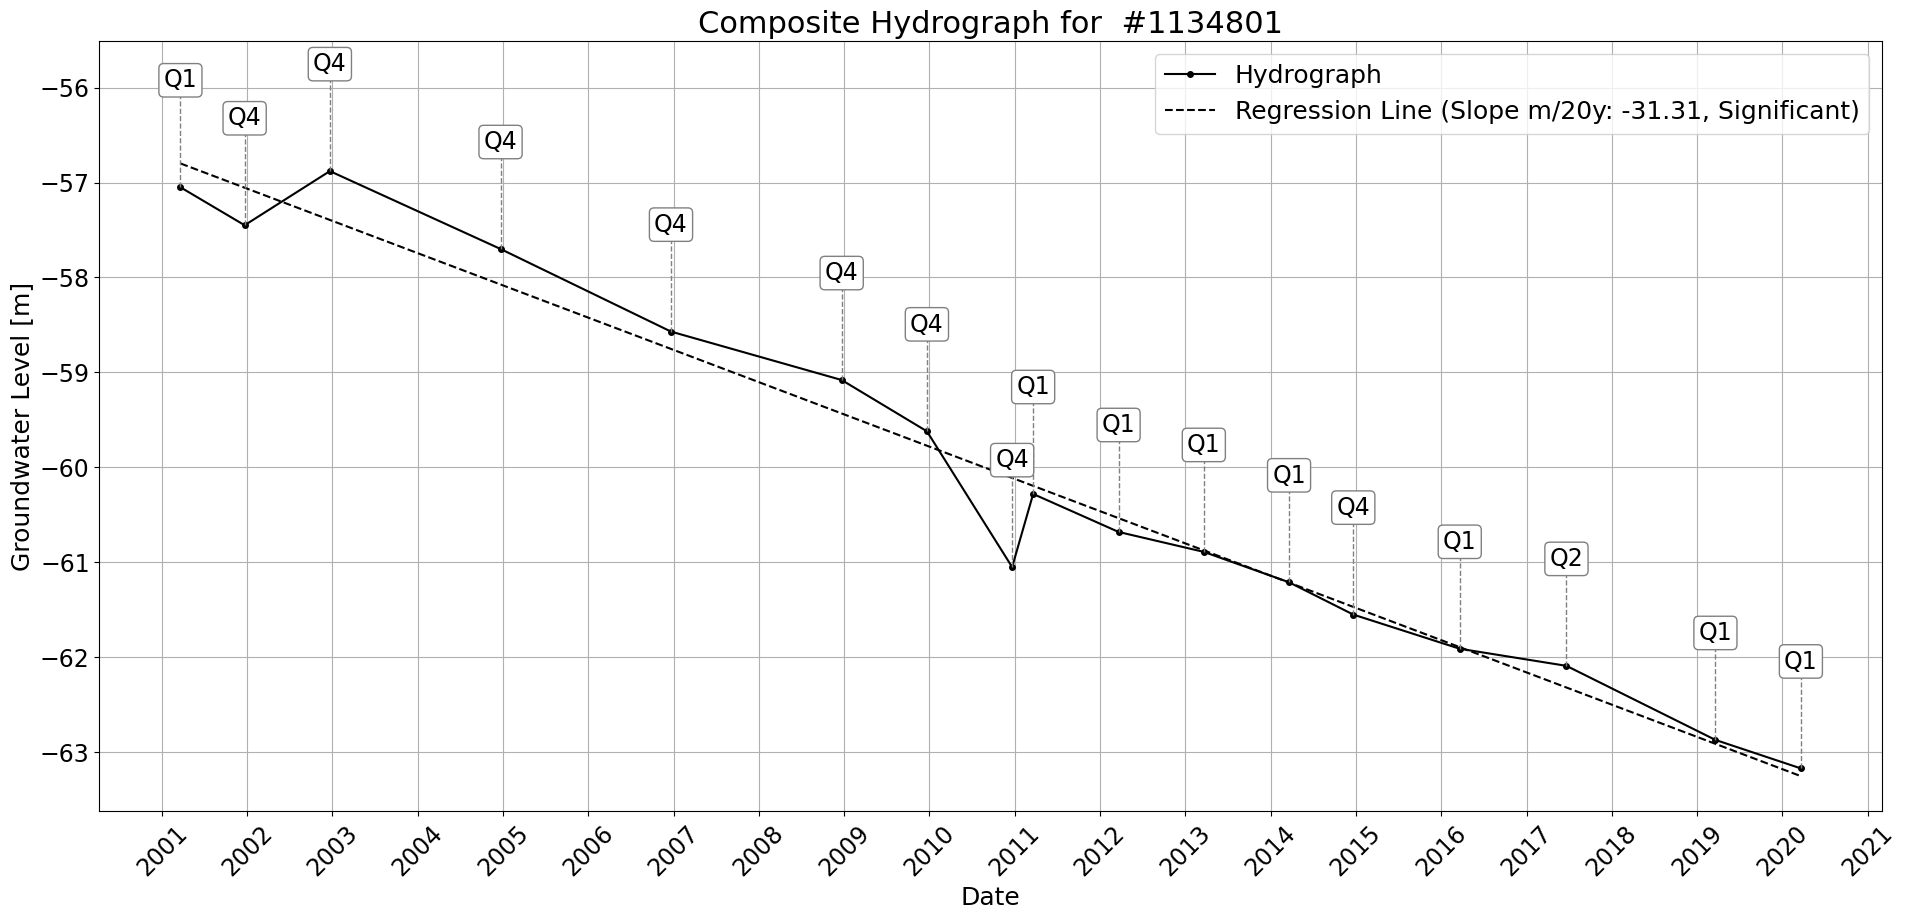 Composite Hydrograph for  #1134801
Hydrograph
Regression Line (Slope m/20y: -31.31, Significant)
Groundwater Level [m]
−56
−57
−58
−59
−60
−61
−62
−63
Q1
Q4
Q4
Q4
Q4
Q4
Q4
Q4
Q1
Q1
Q1
Q1
Q4
Q1
Q2
Q1
Q1
2001
2002
2003
2004
2005
2006
2007
2008
2009
2010
2011
2012
2013
2014
2015
2016
2017
2018
2019
2020
2021
Date